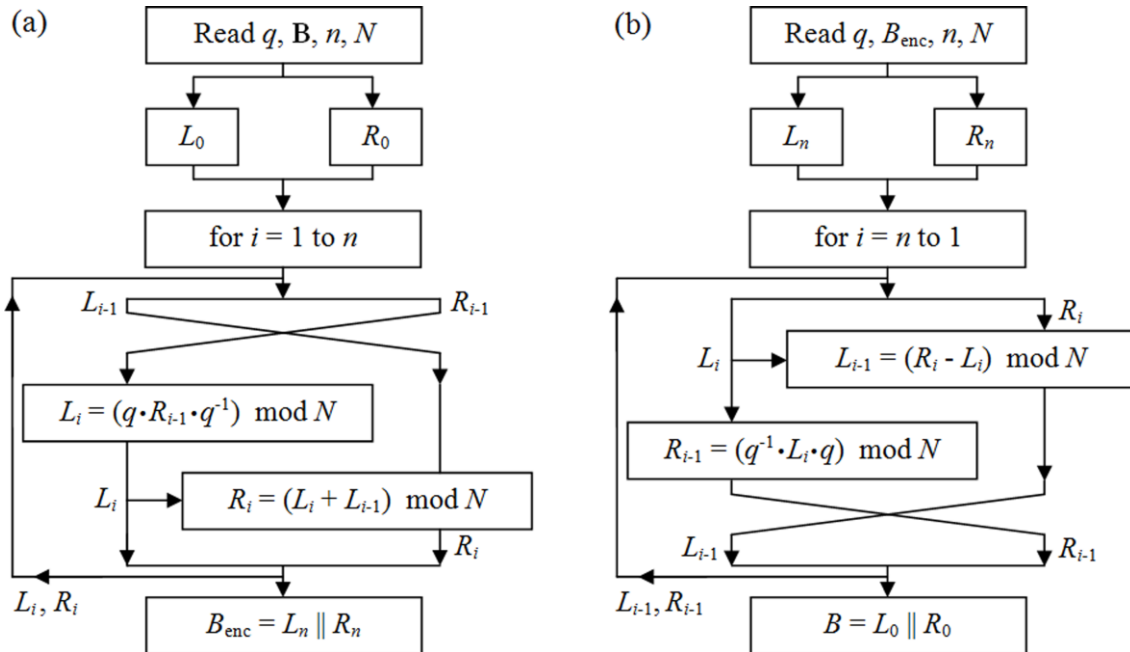 (a)
Read q, B, n, N
L₀
R₀
for i = 1 to n
Lᵢ₋₁
Rᵢ₋₁
Lᵢ = (q·Rᵢ₋₁·q⁻¹) mod N
Lᵢ
Rᵢ = (Lᵢ + Lᵢ₋₁) mod N
Rᵢ
Lᵢ, Rᵢ
B_enc = Lₙ || Rₙ
(b)
Read q, B_enc, n, N
Lₙ
Rₙ
for i = n to 1
Rᵢ
Lᵢ
Lᵢ₋₁ = (Rᵢ - Lᵢ) mod N
Rᵢ₋₁ = (q⁻¹·Lᵢ·q) mod N
Lᵢ₋₁
Rᵢ₋₁
Lᵢ₋₁, Rᵢ₋₁
B = L₀ || R₀